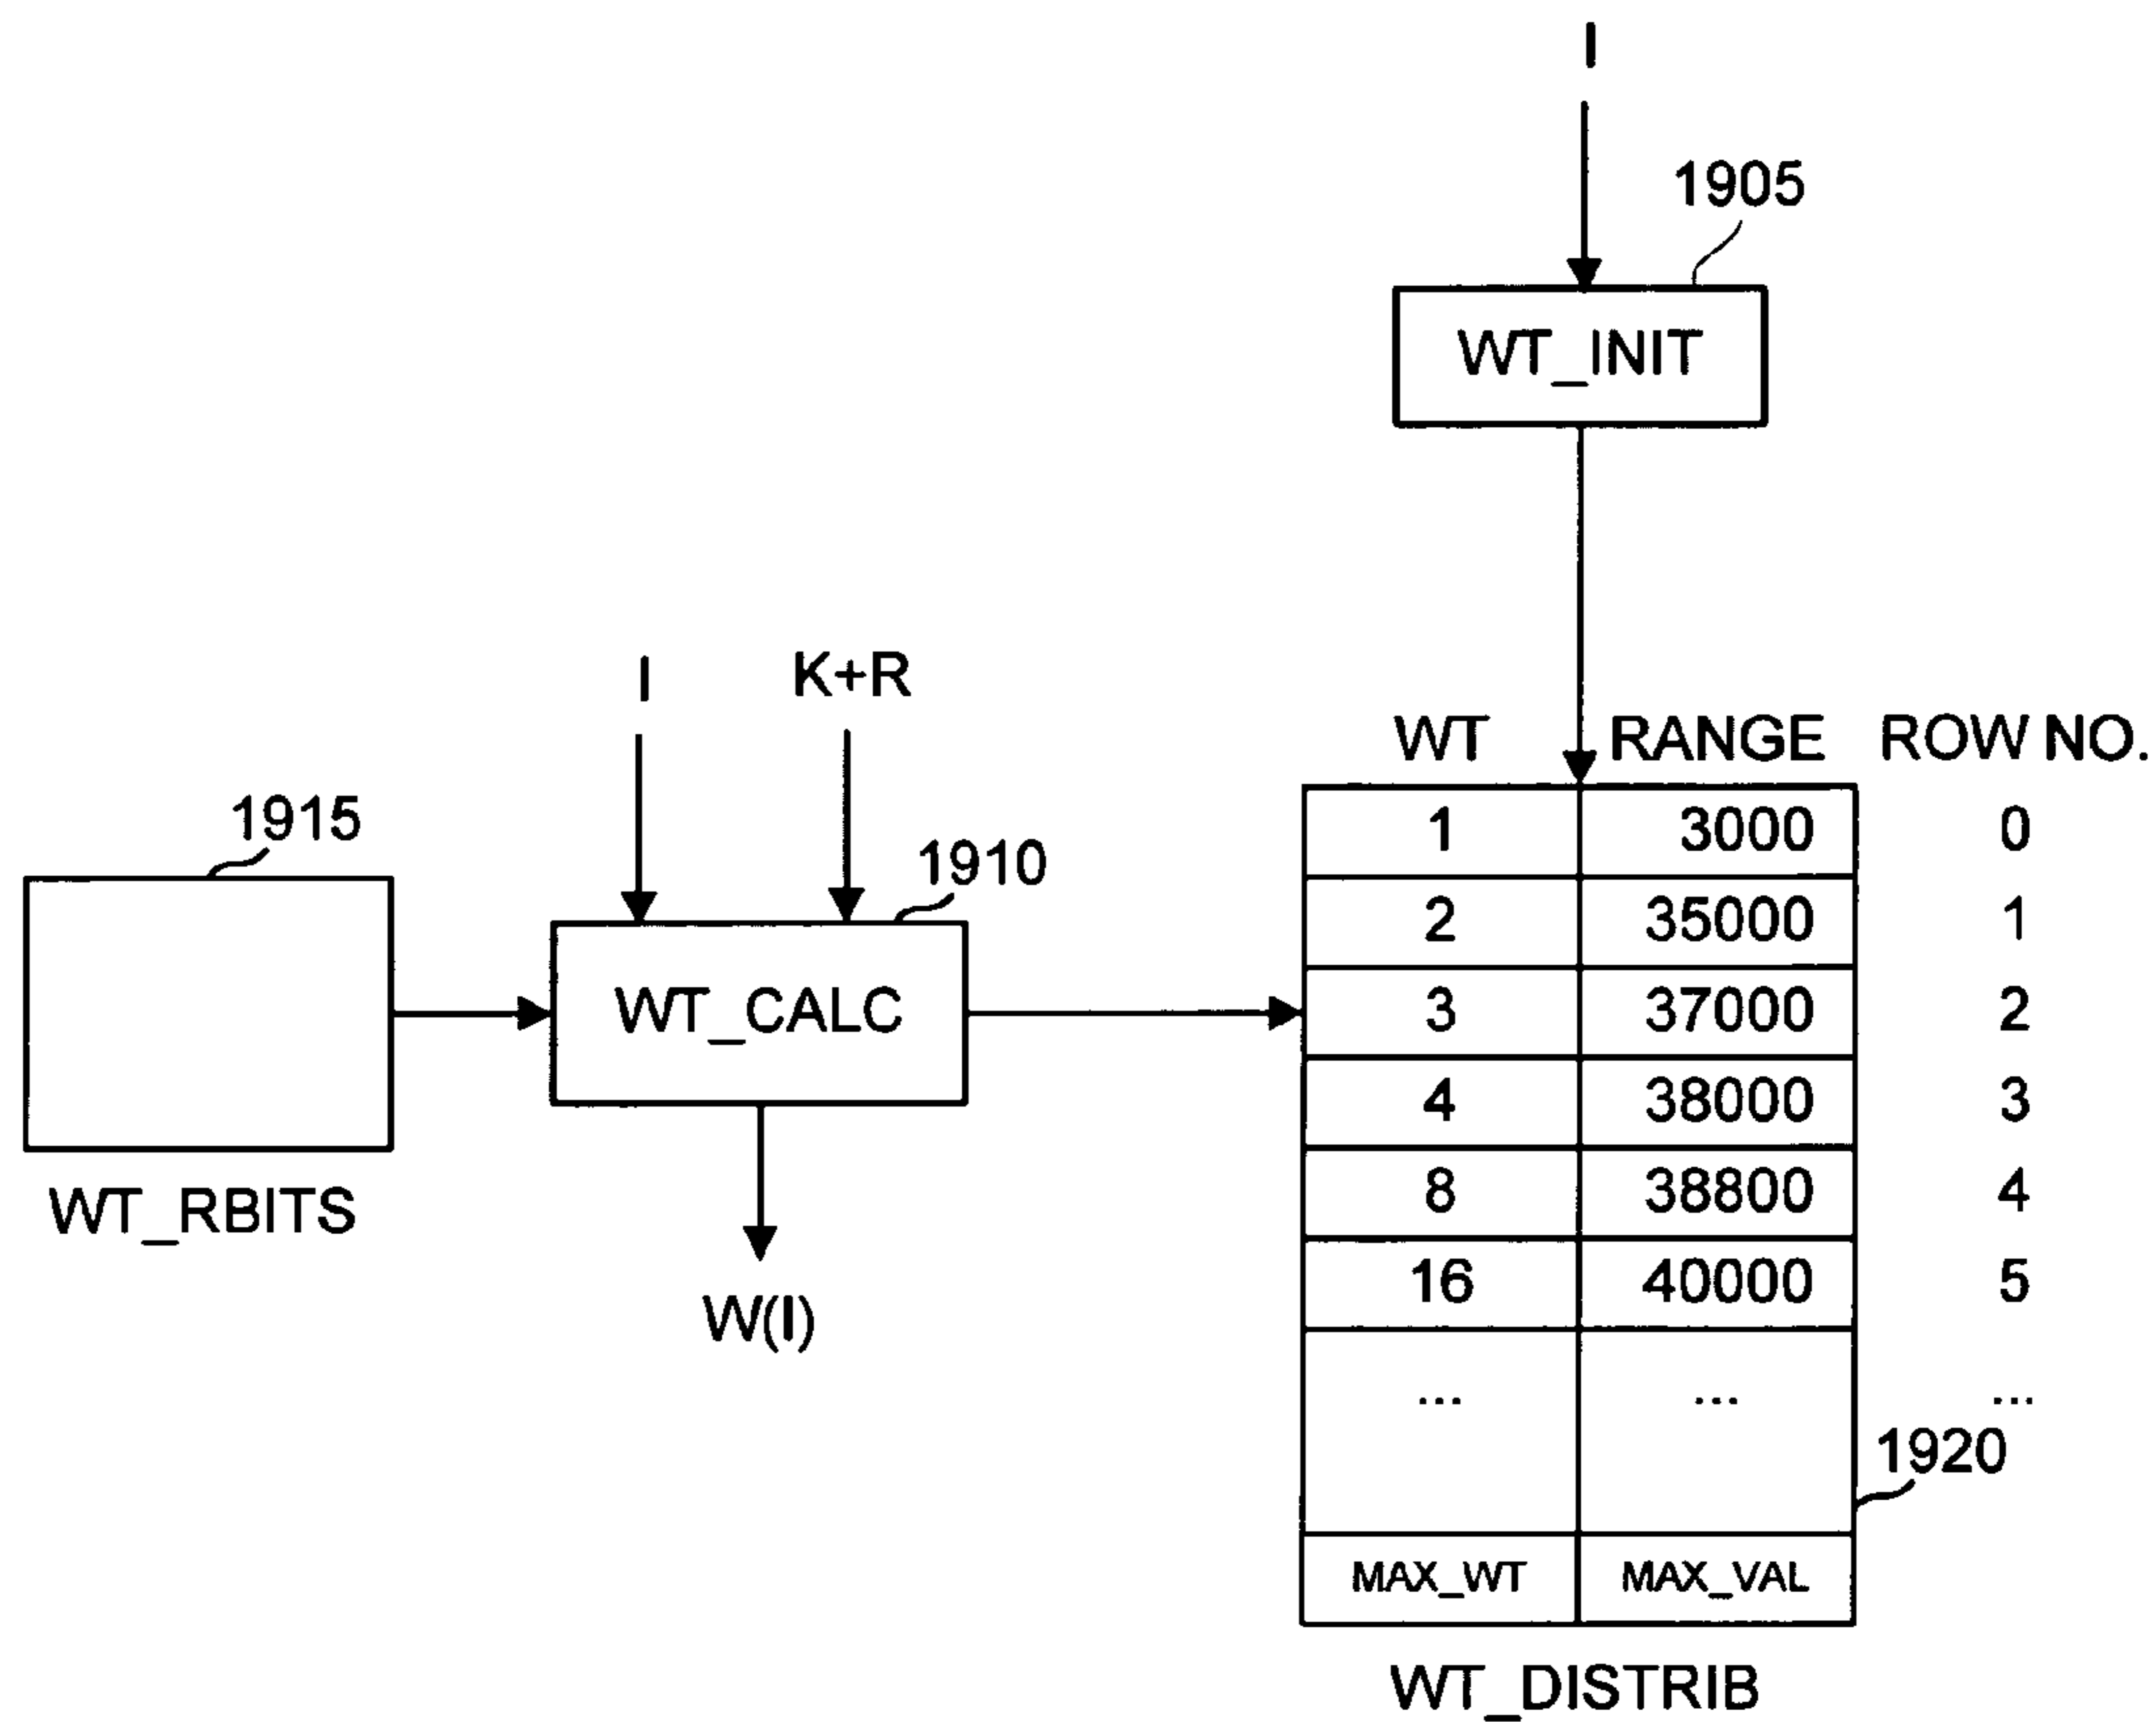 I
1905
WT_INIT
I
K+R
WT RANGE ROW NO.
1915
1910
1 3000 0
2 35000 1
WT_CALC
3 37000 2
4 38000 3
WT_RBITS
8 38800 4
W(I)
16 40000 5
... ... ...
1920
MAX_WT MAX_VAL
WT_DISTRIB